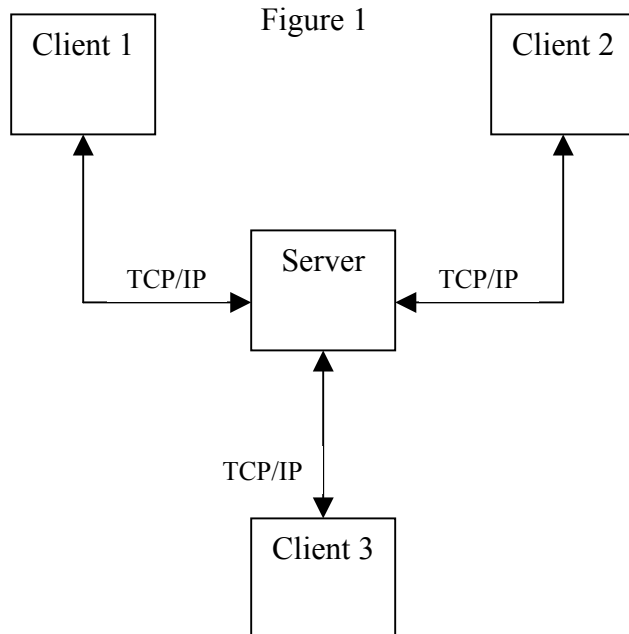 Figure 1
Client 1
Client 2
Server
TCP/IP
TCP/IP
TCP/IP
Client 3